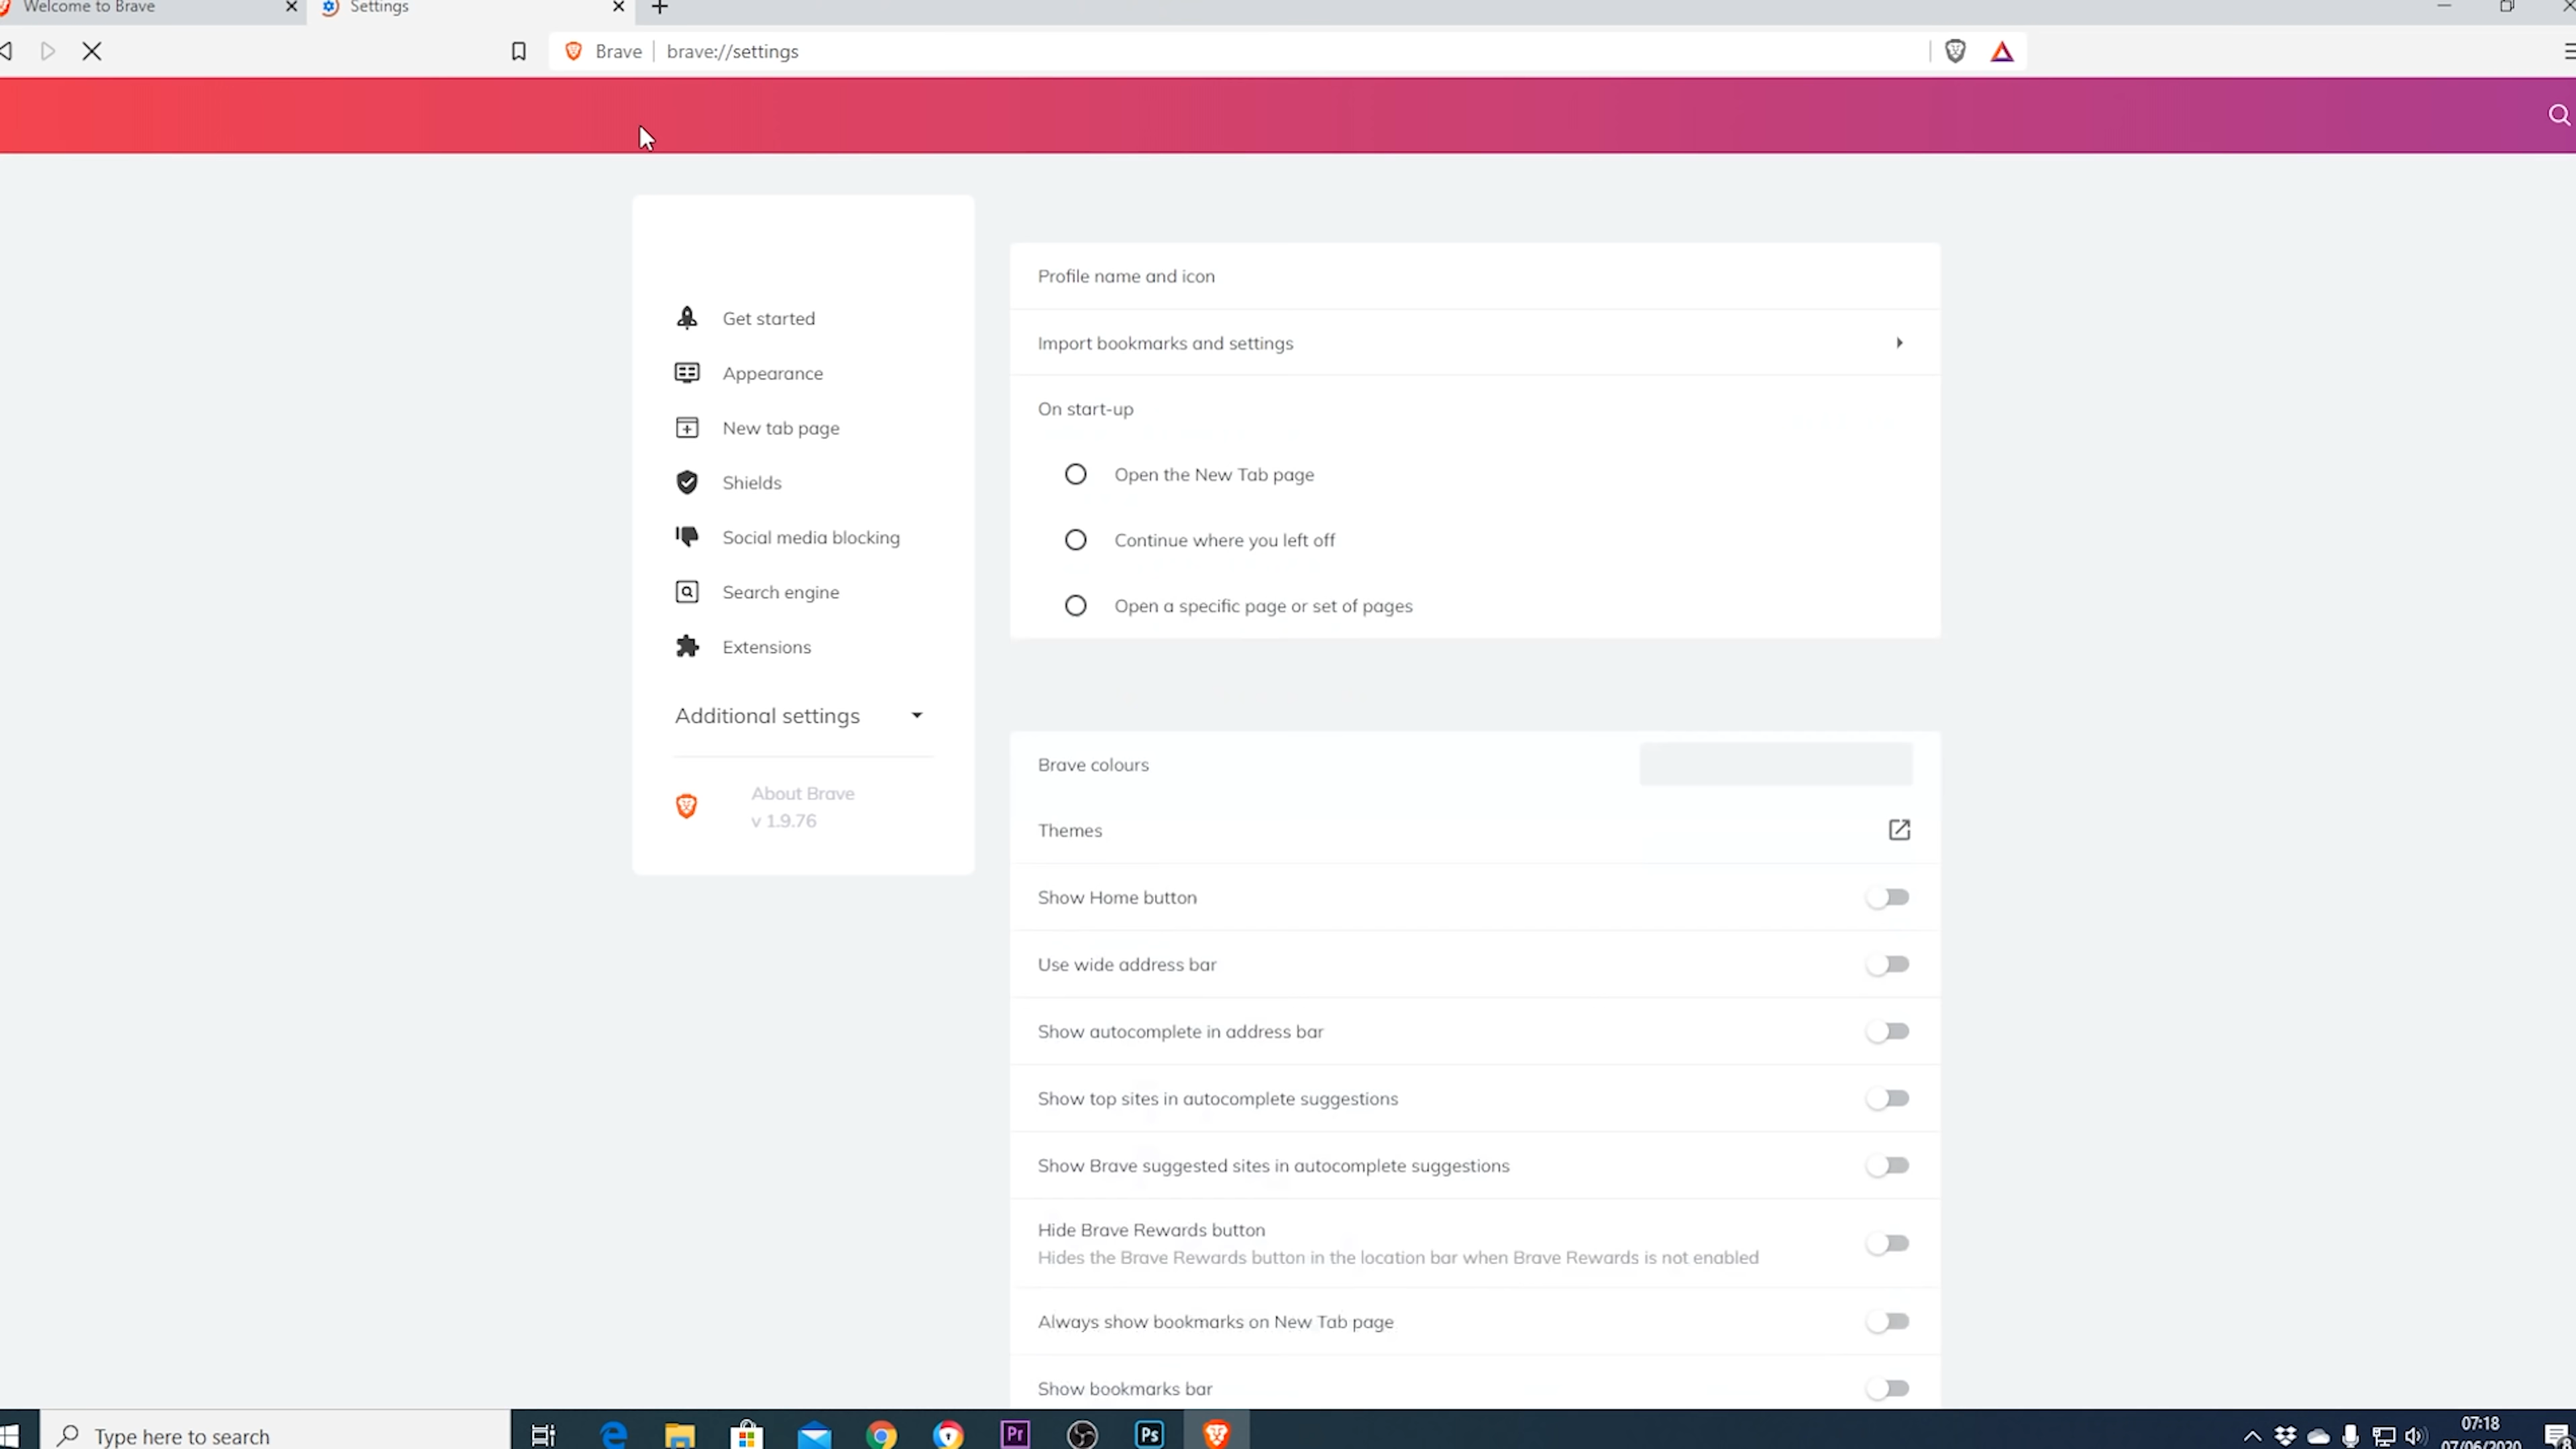 Welcome to Brave
Settings
Brave
brave://settings
Get started
Appearance
New tab page
Shields
Social media blocking
Search engine
Extensions
Additional settings
About Brave
v 1.9.76
Profile name and icon
Import bookmarks and settings
On start-up
Open the New Tab page
Continue where you left off
Open a specific page or set of pages
Brave colours
Themes
Show Home button
Use wide address bar
Show autocomplete in address bar
Show top sites in autocomplete suggestions
Show Brave suggested sites in autocomplete suggestions
Hide Brave Rewards button
Hides the Brave Rewards button in the location bar when Brave Rewards is not enabled
Always show bookmarks on New Tab page
Show bookmarks bar
Type here to search
Pr
Ps
07:18
07/06/2020